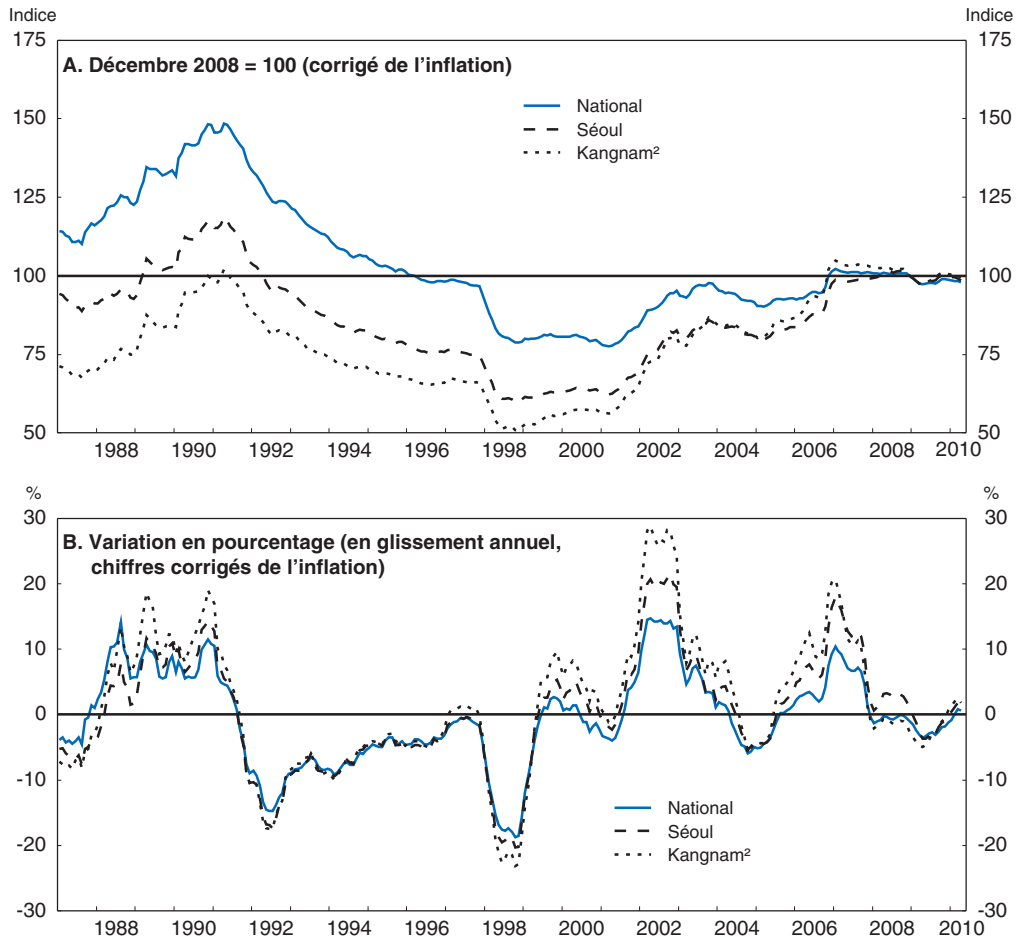 Indice Indice
175 175
A. Décembre 2008 = 100 (corrigé de l’inflation)
National
Séoul
Kangnam²
150 150
125 125
100 100
75 75
50 50
1988 1990 1992 1994 1996 1998 2000 2002 2004 2006 2008 2010
% %
30 30
B. Variation en pourcentage (en glissement annuel,
chiffres corrigés de l’inflation)
20 20
10 10
0 0
-10 -10
National
Séoul
Kangnam²
-20 -20
-30 -30
1988 1990 1992 1994 1996 1998 2000 2002 2004 2006 2008 2010